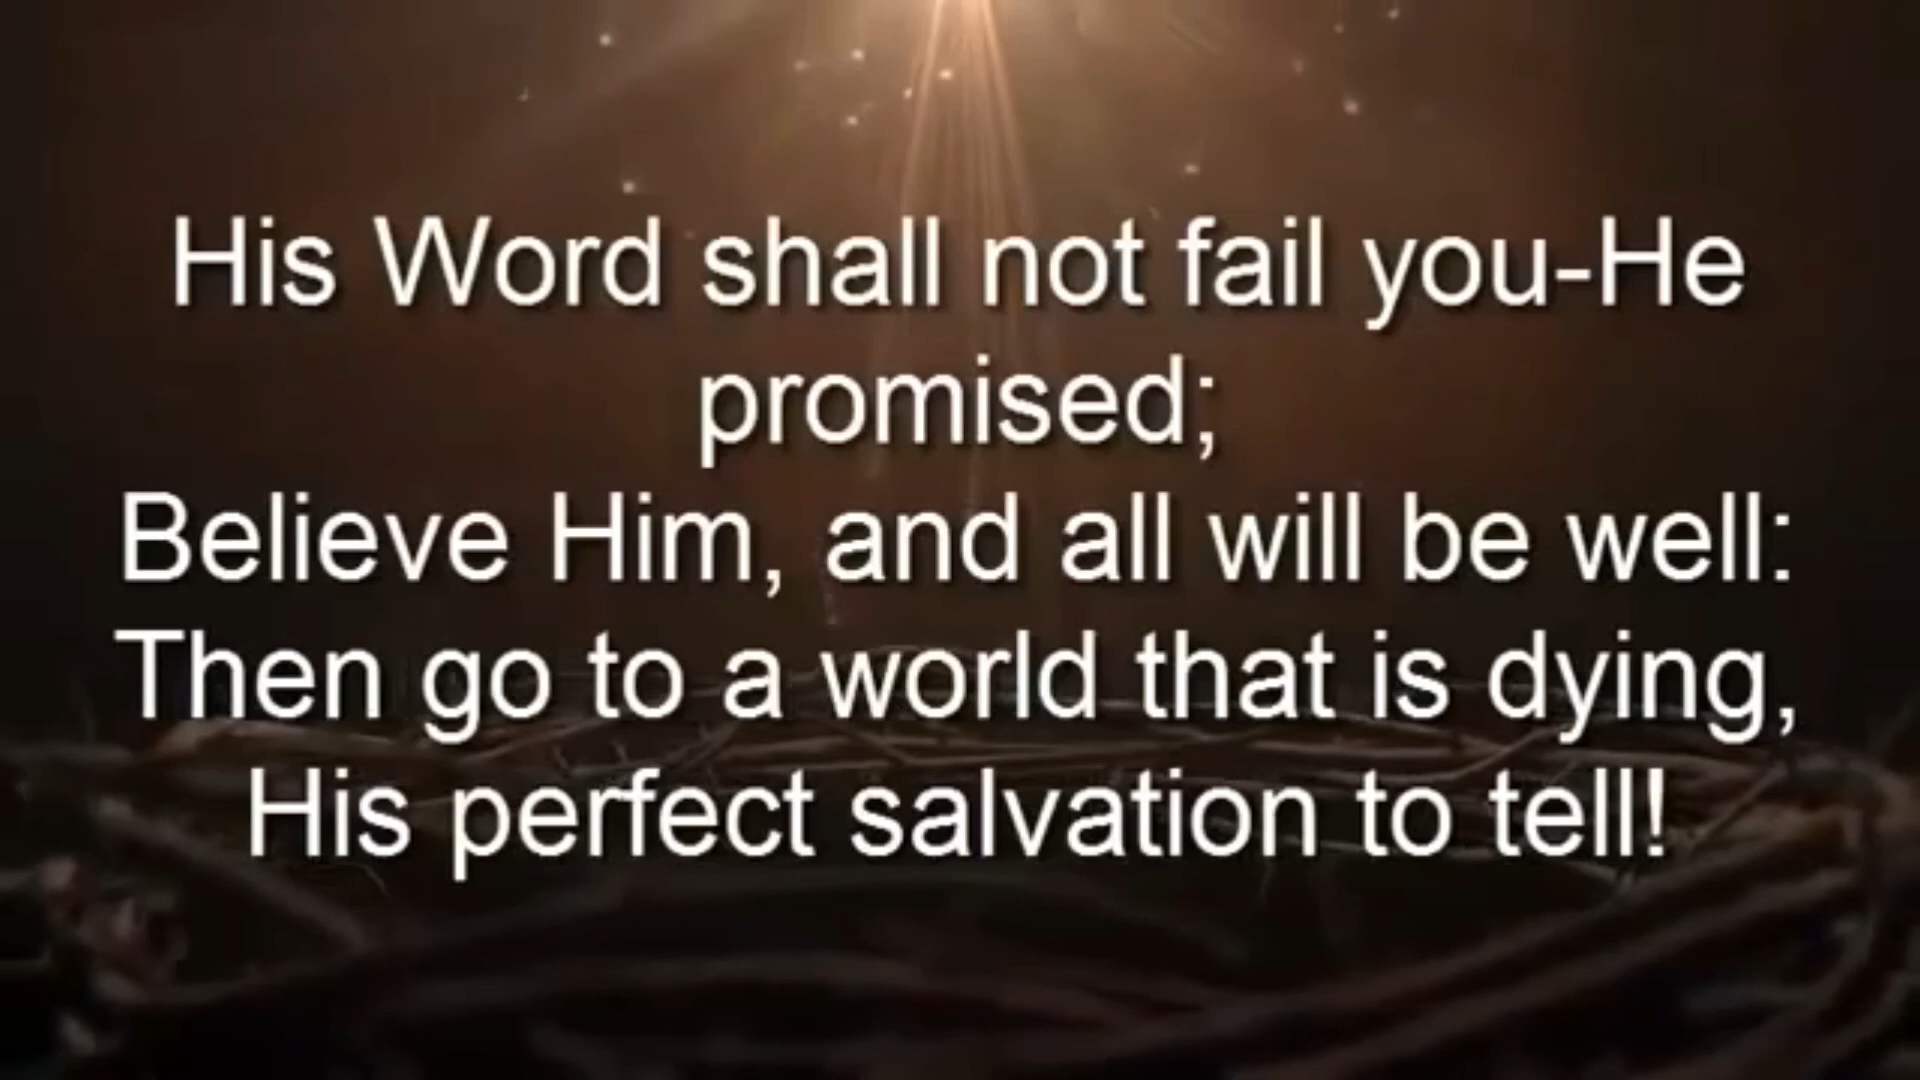 His Word shall not fail you-He
promised;
Believe Him, and all will be well:
Then go to a world that is dying,
His perfect salvation to tell!